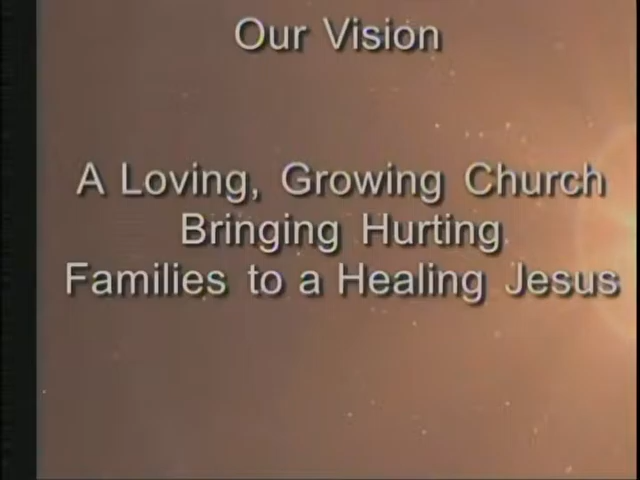 Our Vision
A Loving, Growing Church
Bringing Hurting
Families to a Healing Jesus